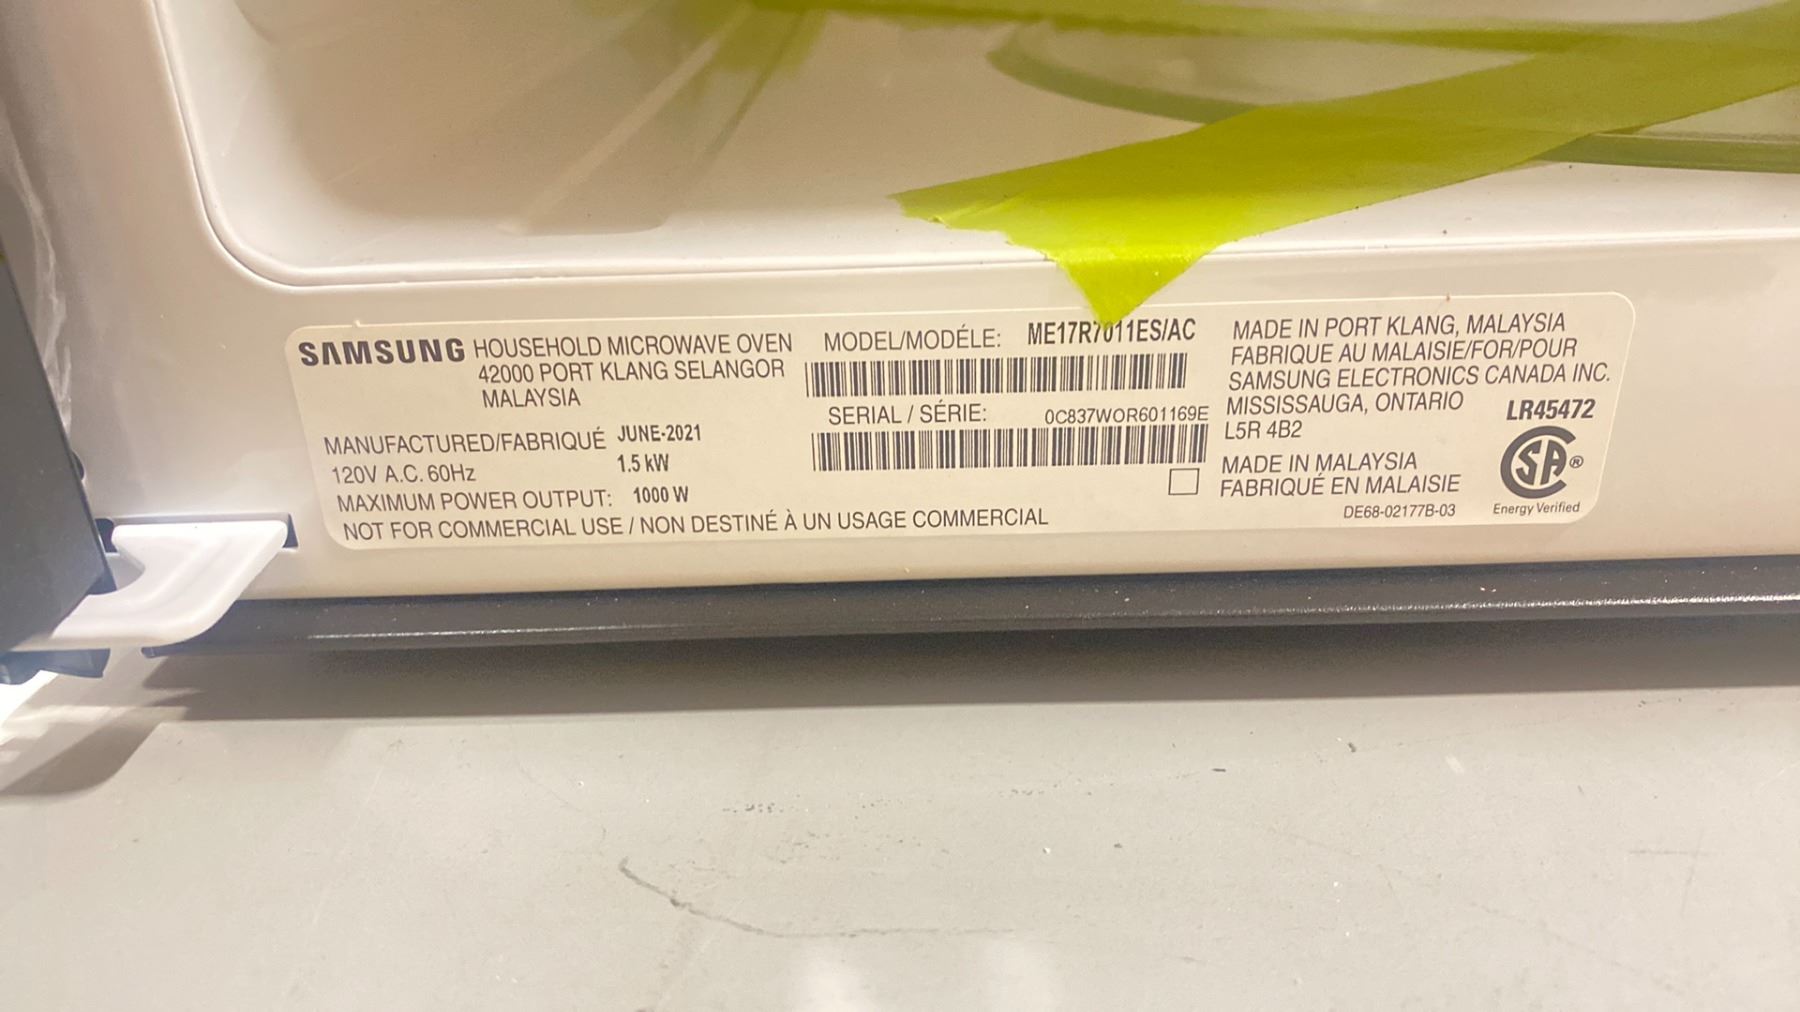 SAMSUNG HOUSEHOLD MICROWAVE OVEN
42000 PORT KLANG SELANGOR
MALAYSIA
MANUFACTURED/FABRIQUÉ JUNE-2021
120V A.C. 60Hz 1.5 kW
MAXIMUM POWER OUTPUT: 1000 W
NOT FOR COMMERCIAL USE / NON DESTINÉ À UN USAGE COMMERCIAL
MODEL/MODÉLE: ME17R7011ES/AC
SERIAL / SÉRIE: 0C837WOR601169E
MADE IN PORT KLANG, MALAYSIA
FABRIQUE AU MALAISIE/FOR/POUR
SAMSUNG ELECTRONICS CANADA INC.
MISSISSAUGA, ONTARIO
L5R 4B2
MADE IN MALAYSIA
FABRIQUÉ EN MALAISIE
DE68-02177B-03
LR45472
SA ®
Energy Verified